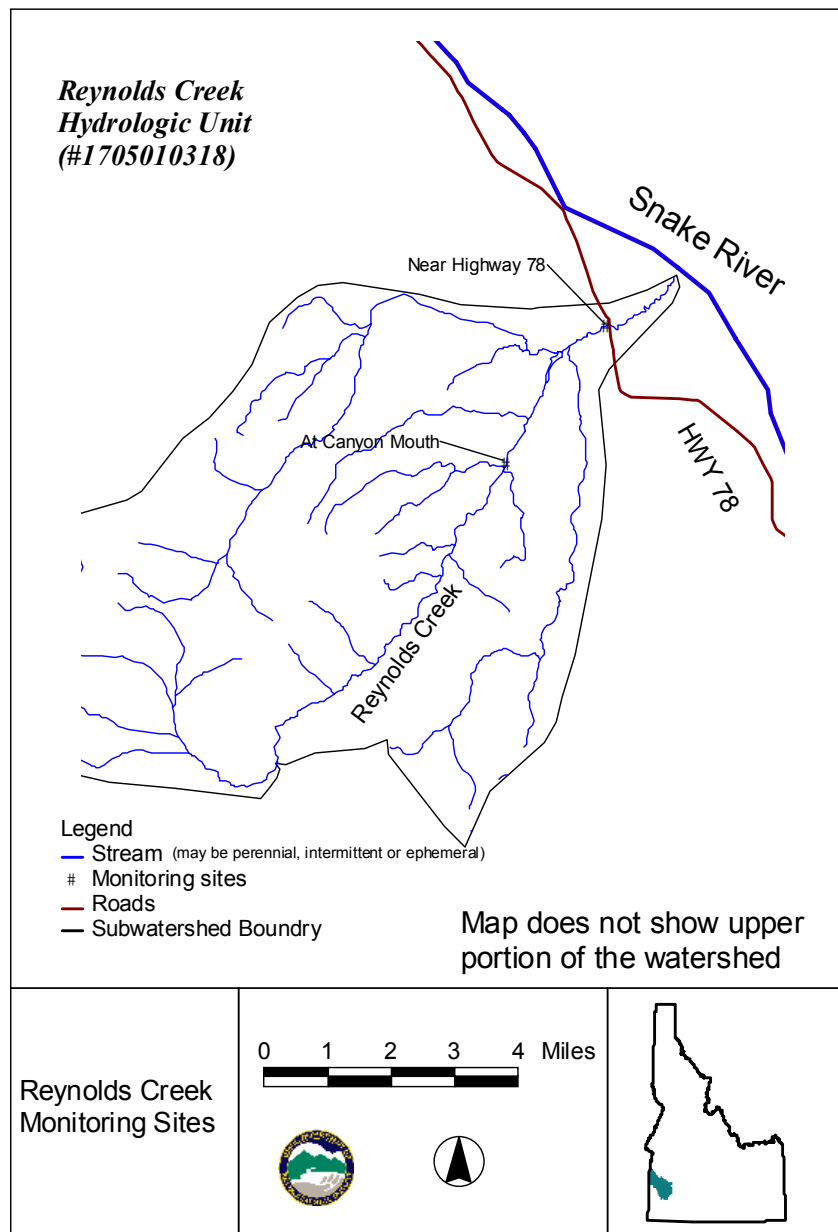 Reynolds Creek
Hydrologic Unit
(#1705010318)
Snake River
Near Highway 78
At Canyon Mouth
HWY 78
Reynolds Creek
Legend
Stream (may be perennial, intermittent or ephemeral)
# Monitoring sites
Roads
Subwatershed Boundry
Map does not show upper
portion of the watershed
Reynolds Creek
Monitoring Sites
0 1 2 3 4 Miles